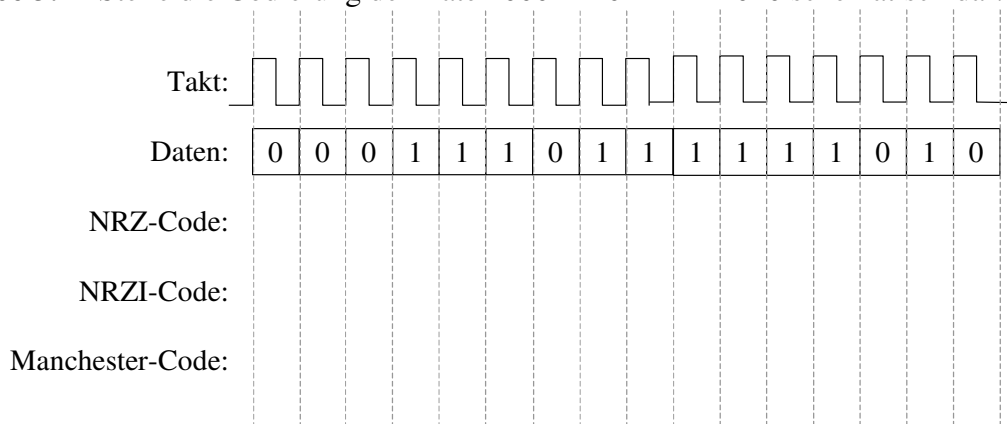 Takt:
Daten: 0 0 0 1 1 1 0 1 1 1 1 1 1 0 1 0
NRZ-Code:
NRZI-Code:
Manchester-Code: